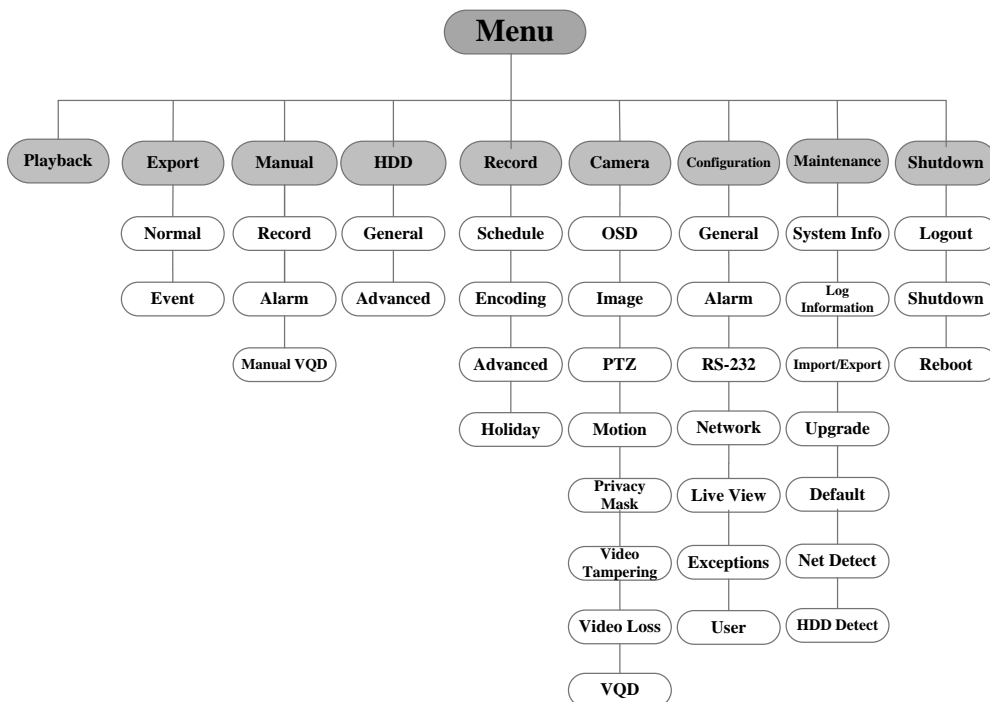 Menu
Playback
Export
Manual
HDD
Record
Camera
Configuration
Maintenance
Shutdown
Normal
Record
General
Schedule
OSD
General
System Info
Logout
Event
Alarm
Advanced
Encoding
Image
Alarm
Log
Information
Shutdown
Manual VQD
Advanced
PTZ
RS-232
Import/Export
Reboot
Holiday
Motion
Network
Upgrade
Privacy
Mask
Live View
Default
Video
Tampering
Exceptions
Net Detect
Video Loss
User
HDD Detect
VQD